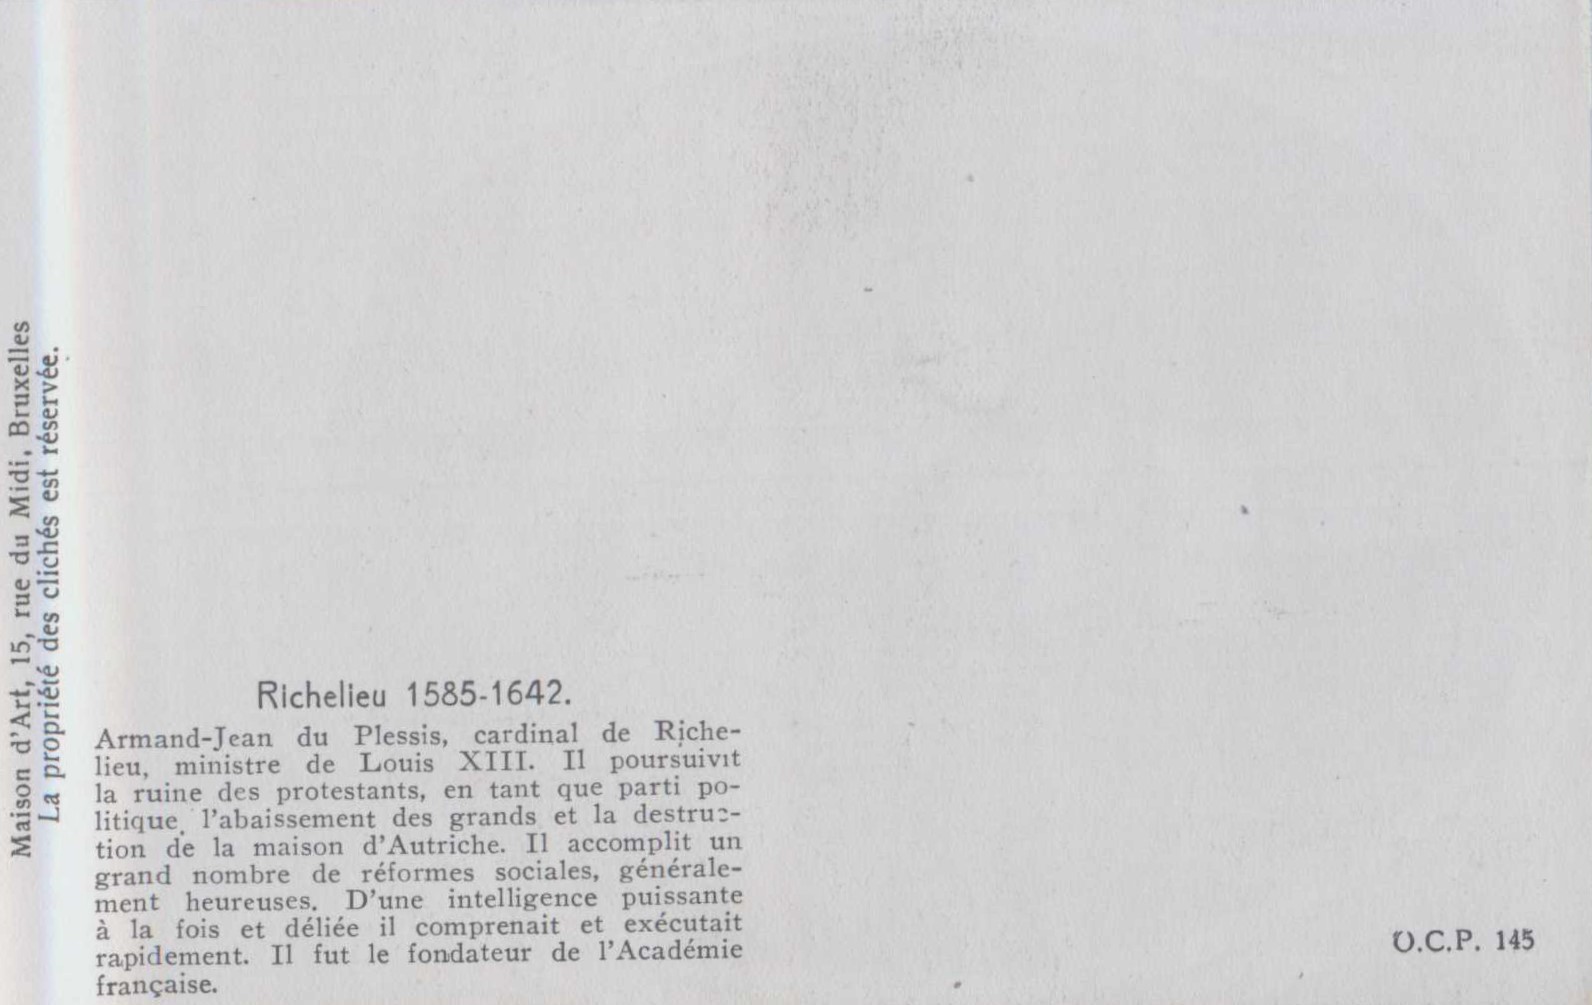 Maison d'Art, 15, rue du Midi, Bruxelles
La propriété des clichés est réservée.
Richelieu 1585-1642.
Armand-Jean du Plessis, cardinal de Riche-
lieu, ministre de Louis XIII. Il poursuivit
la ruine des protestants, en tant que parti po-
litique, l'abaissement des grands et la destruc-
tion de la maison d'Autriche. Il accomplit un
grand nombre de réformes sociales, générale-
ment heureuses. D'une intelligence puissante
à la fois et déliée il comprenait et exécutait
rapidement. Il fut le fondateur de l'Académie
française.
O.C.P. 145